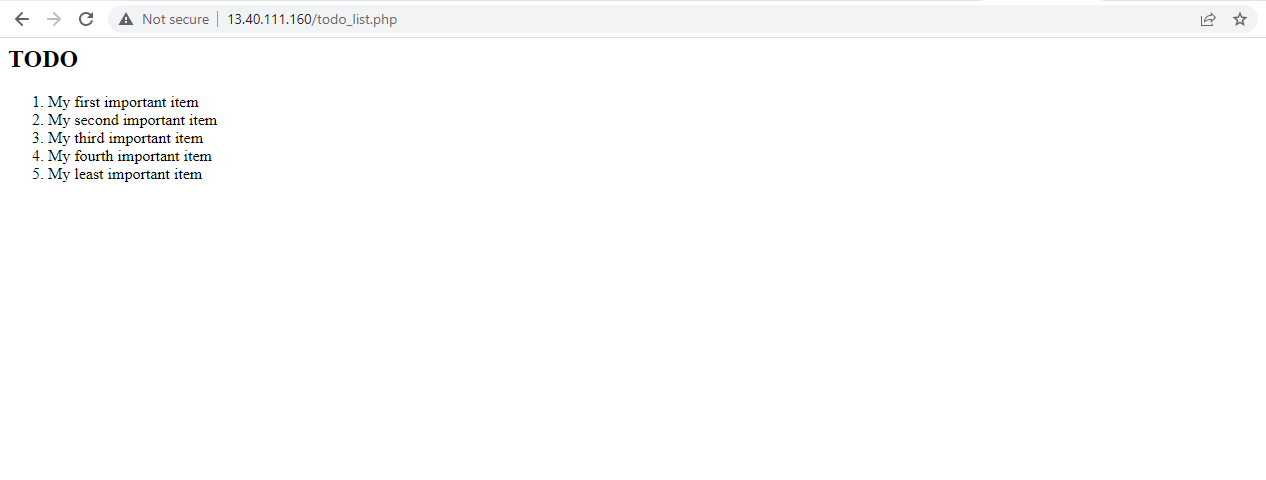 Not secure | 13.40.111.160/todo_list.php
TODO
1. My first important item
2. My second important item
3. My third important item
4. My fourth important item
5. My least important item